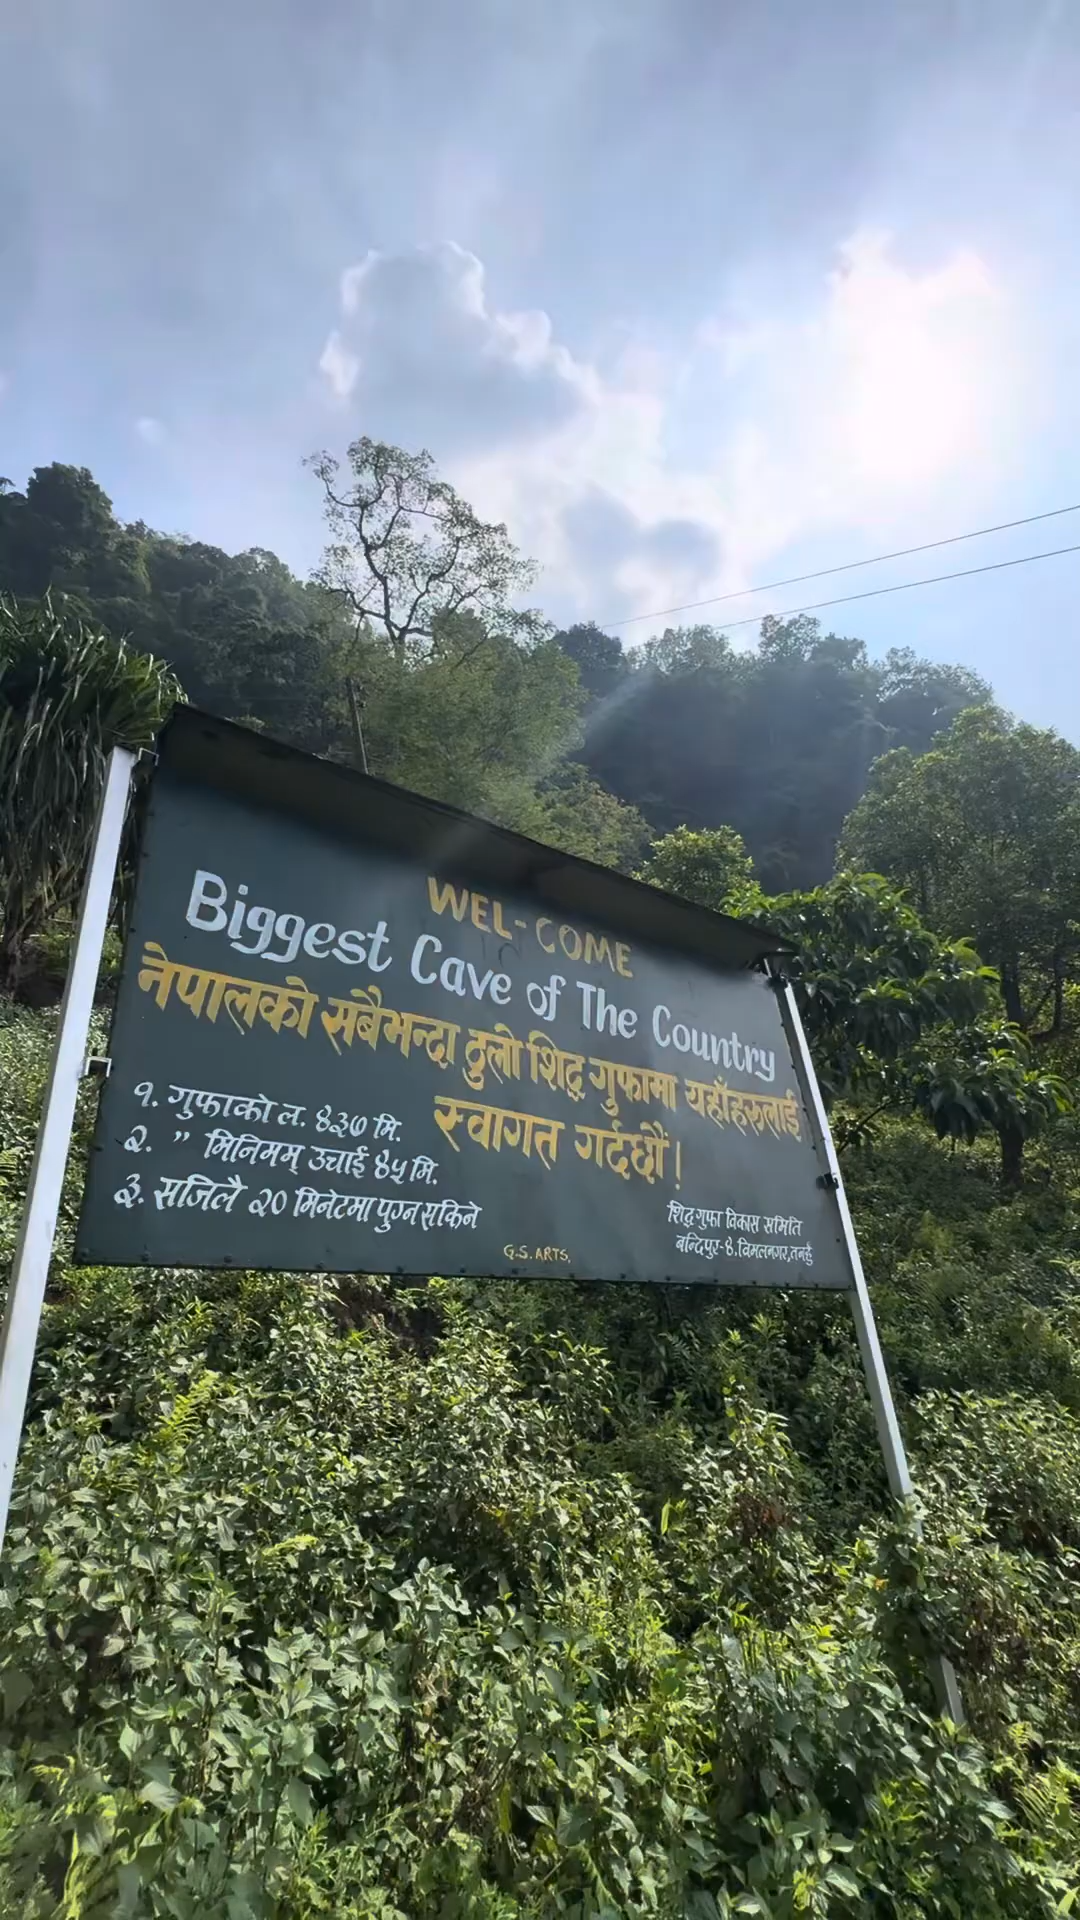 WEL-COME
Biggest Cave of The Country
नेपालको सबैभन्दा ठुलो शिद्ध गुफामा यहाँहरुलाई
स्वागत गर्दछौं!
१. गुफाको ल. ४३७ मि.
२. ” मिनिमम् उचाई ४५ मि.
३. सजिलै २० मिनेटमा पुग्न सकिने
शिद्ध गुफा विकास समिति
बन्दिपुर-४. विमलनगर, तनहुँ
G.S. ARTS.